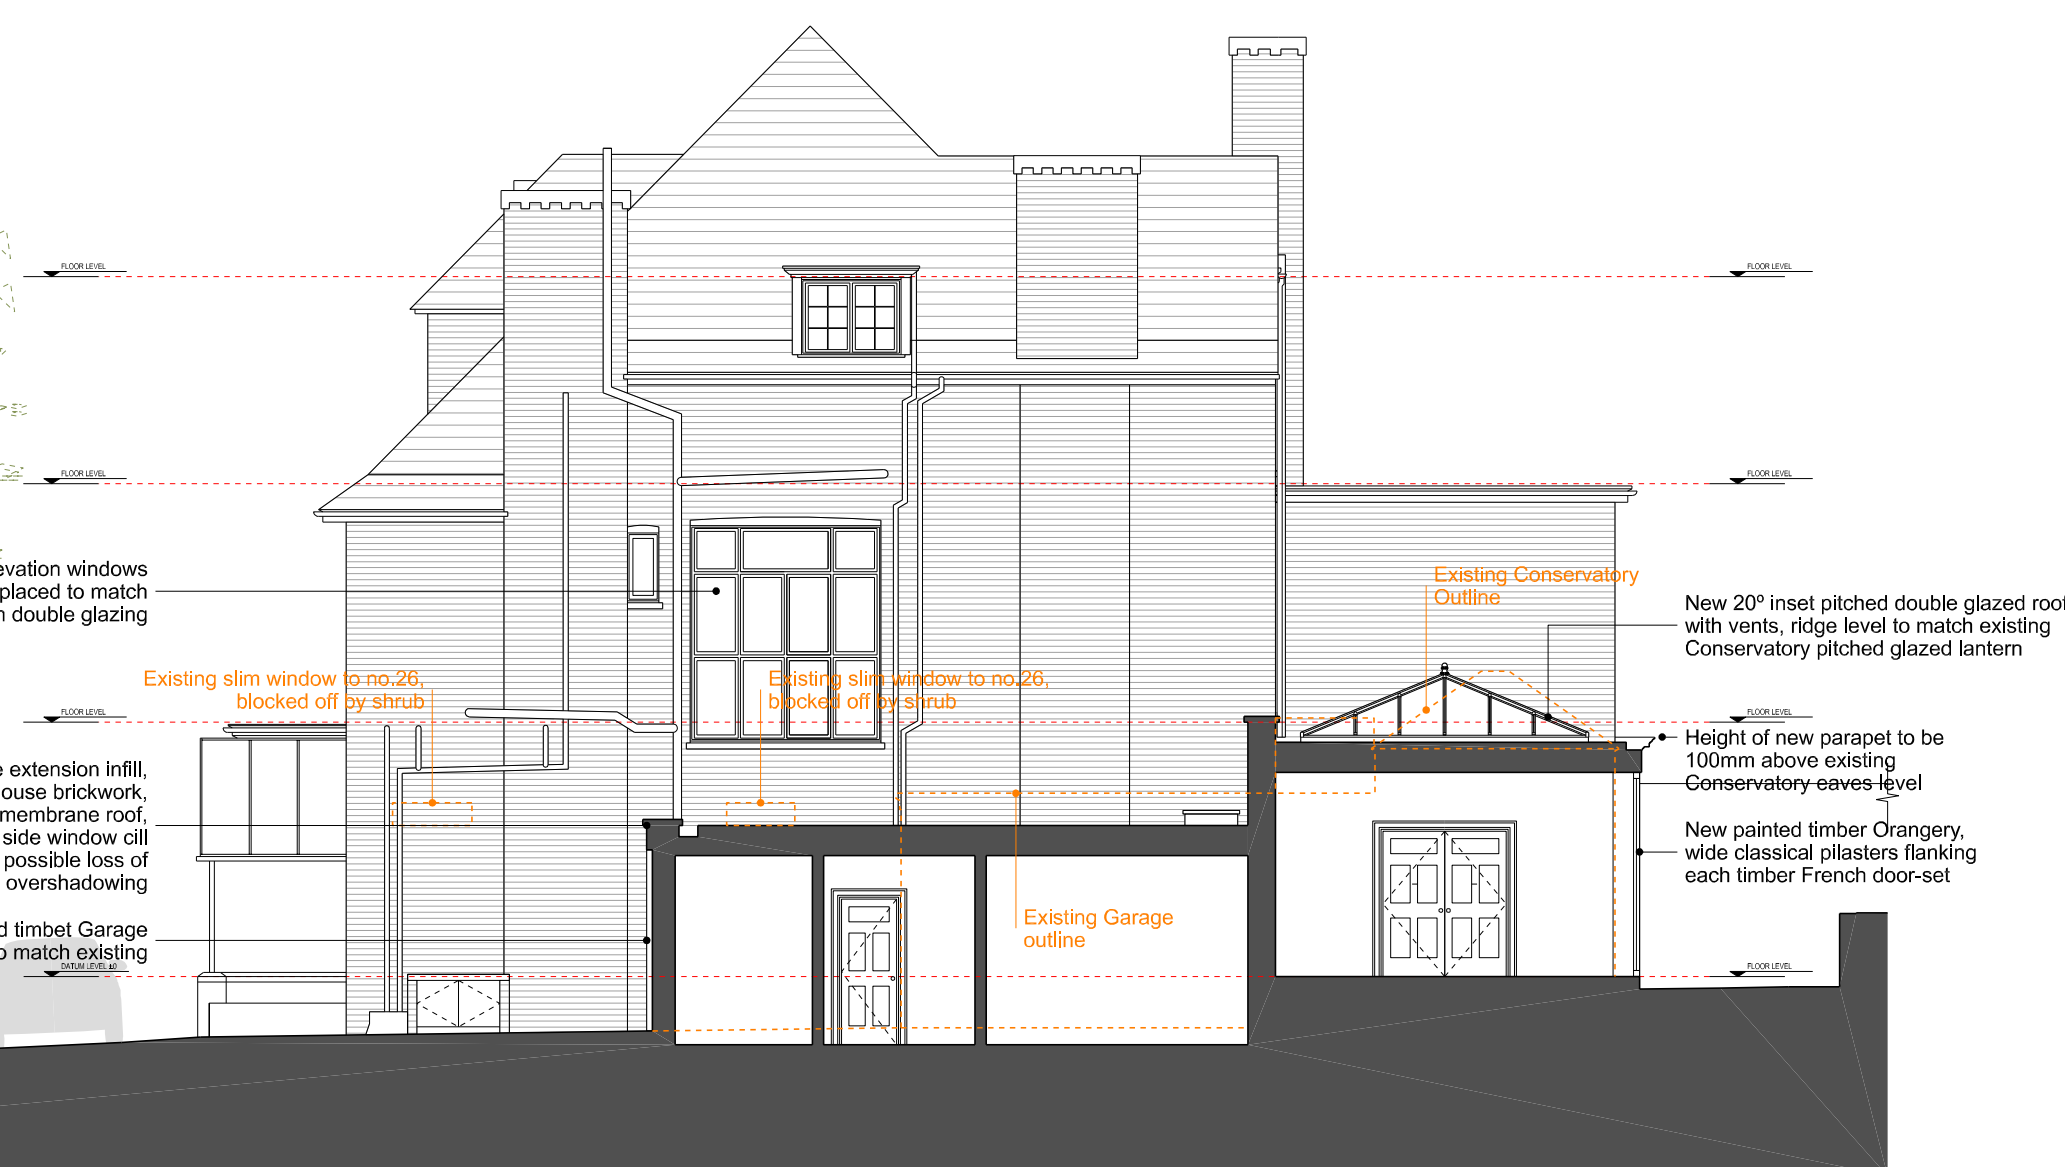 FLOOR LEVEL
FLOOR LEVEL
FLOOR LEVEL
FLOOR LEVEL
evation windows
placed to match
double glazing
Existing Conservatory
Outline
New 20º inset pitched double glazed roof
with vents, ridge level to match existing
Conservatory pitched glazed lantern
Existing slim window to no.26,
blocked off by shrub
Existing slim window to no.26,
blocked off by shrub
FLOOR LEVEL
FLOOR LEVEL
Height of new parapet to be
100mm above existing
Conservatory eaves level
extension infill,
ouse brickwork,
membrane roof,
side window cill
possible loss of
overshadowing
New painted timber Orangery,
wide classical pilasters flanking
each timber French door-set
Existing Garage
outline
d timbet Garage
to match existing
DATUM LEVEL ±0
FLOOR LEVEL